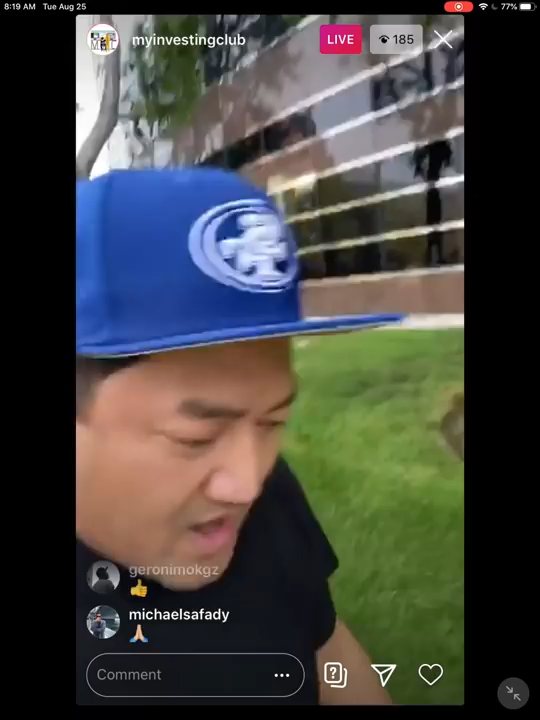 8:19 AM Tue Aug 25
77%
myinvestingclub
LIVE
185
geronimokgz
michaelsafady
Comment